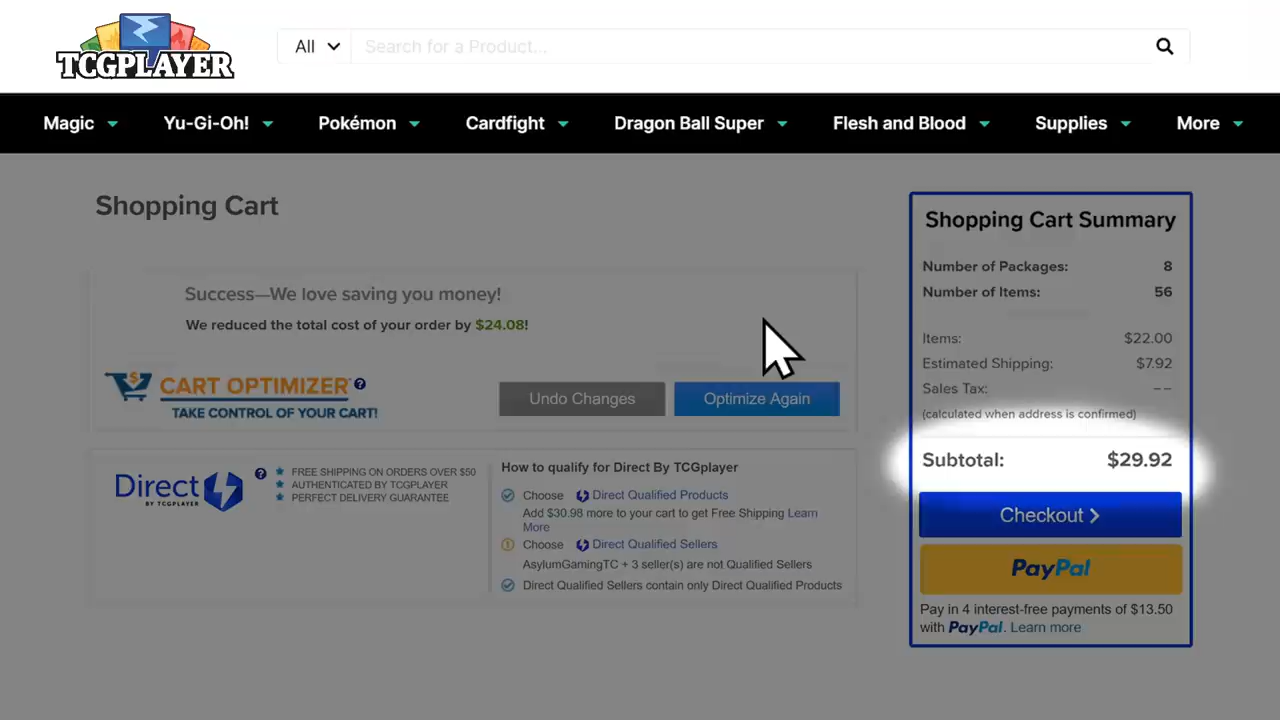 TCGPLAYER
All
Search for a Product...
Magic
Yu-Gi-Oh!
Pokémon
Cardfight
Dragon Ball Super
Flesh and Blood
Supplies
More
Shopping Cart
Success—We love saving you money!
We reduced the total cost of your order by $24.08!
CART OPTIMIZER ?
TAKE CONTROL OF YOUR CART!
Undo Changes
Optimize Again
Direct
BY TCGPLAYER
?
FREE SHIPPING ON ORDERS OVER $50
AUTHENTICATED BY TCGPLAYER
PERFECT DELIVERY GUARANTEE
How to qualify for Direct By TCGplayer
Choose Direct Qualified Products
Add $30.98 more to your cart to get Free Shipping Learn
More
Choose Direct Qualified Sellers
AsylumGamingTC + 3 seller(s) are not Qualified Sellers
Direct Qualified Sellers contain only Direct Qualified Products
Shopping Cart Summary
Number of Packages: 8
Number of Items: 56
Items: $22.00
Estimated Shipping: $7.92
Sales Tax: --
(calculated when address is confirmed)
Subtotal: $29.92
Checkout
PayPal
Pay in 4 interest-free payments of $13.50
with PayPal. Learn more